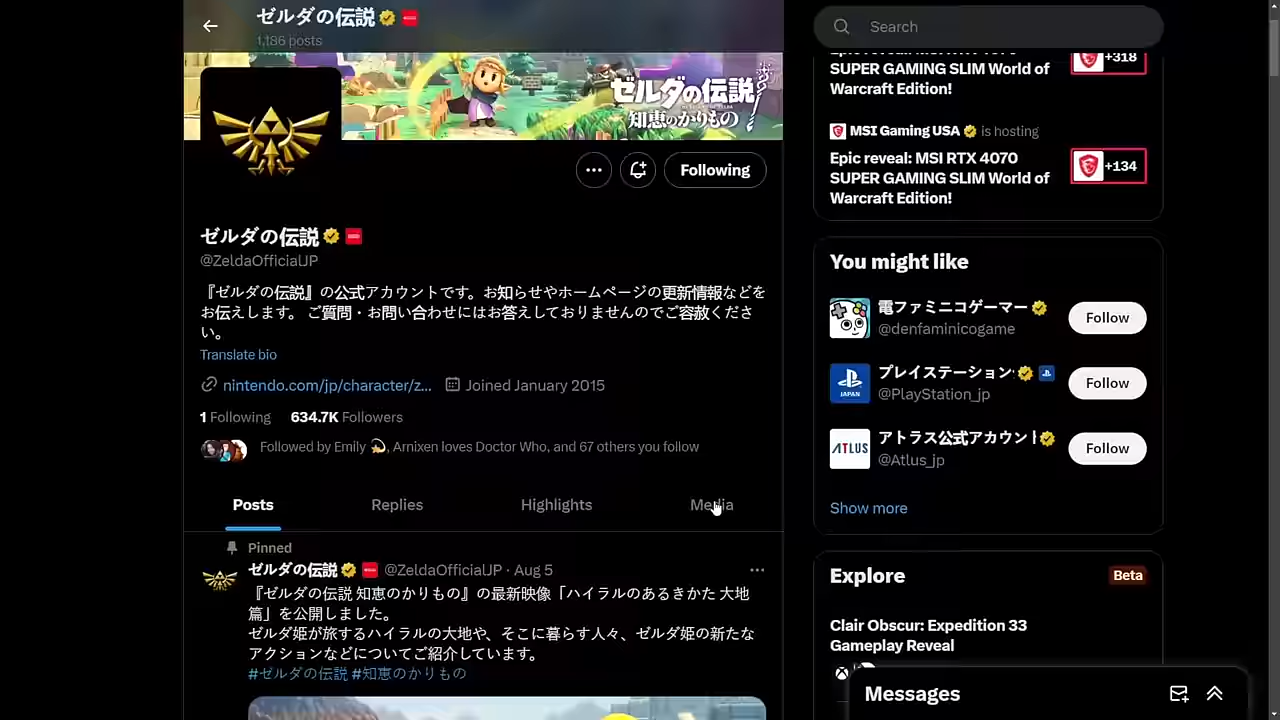 ゼルダの伝説
1,186 posts
ゼルダの伝説
知恵のかりもの
Following
ゼルダの伝説
@ZeldaOfficialJP
『ゼルダの伝説』の公式アカウントです。お知らせやホームページの更新情報などを
お伝えします。 ご質問・お問い合わせにはお答えしておりませんのでご容赦くださ
い。
Translate bio
nintendo.com/jp/character/z... Joined January 2015
1 Following 634.7K Followers
Followed by Emily 💫, Arnixen loves Doctor Who, and 67 others you follow
Posts Replies Highlights Media
Pinned
ゼルダの伝説 @ZeldaOfficialJP · Aug 5
『ゼルダの伝説 知恵のかりもの』の最新映像「ハイラルのあるきかた 大地
篇」を公開しました。
ゼルダ姫が旅するハイラルの大地や、そこに暮らす人々、ゼルダ姫の新たな
アクションなどについてご紹介しています。
#ゼルダの伝説 #知恵のかりもの
Search
SUPER GAMING SLIM World of
Warcraft Edition!
+318
MSI Gaming USA is hosting
Epic reveal: MSI RTX 4070
SUPER GAMING SLIM World of
Warcraft Edition!
+134
You might like
電ファミニコゲーマー
@denfaminicogame
Follow
プレイステーション
@PlayStation_jp
Follow
JAPAN
アトラス公式アカウント
@Atlus_jp
Follow
ATLUS
Show more
Explore
Beta
Clair Obscur: Expedition 33
Gameplay Reveal
Messages